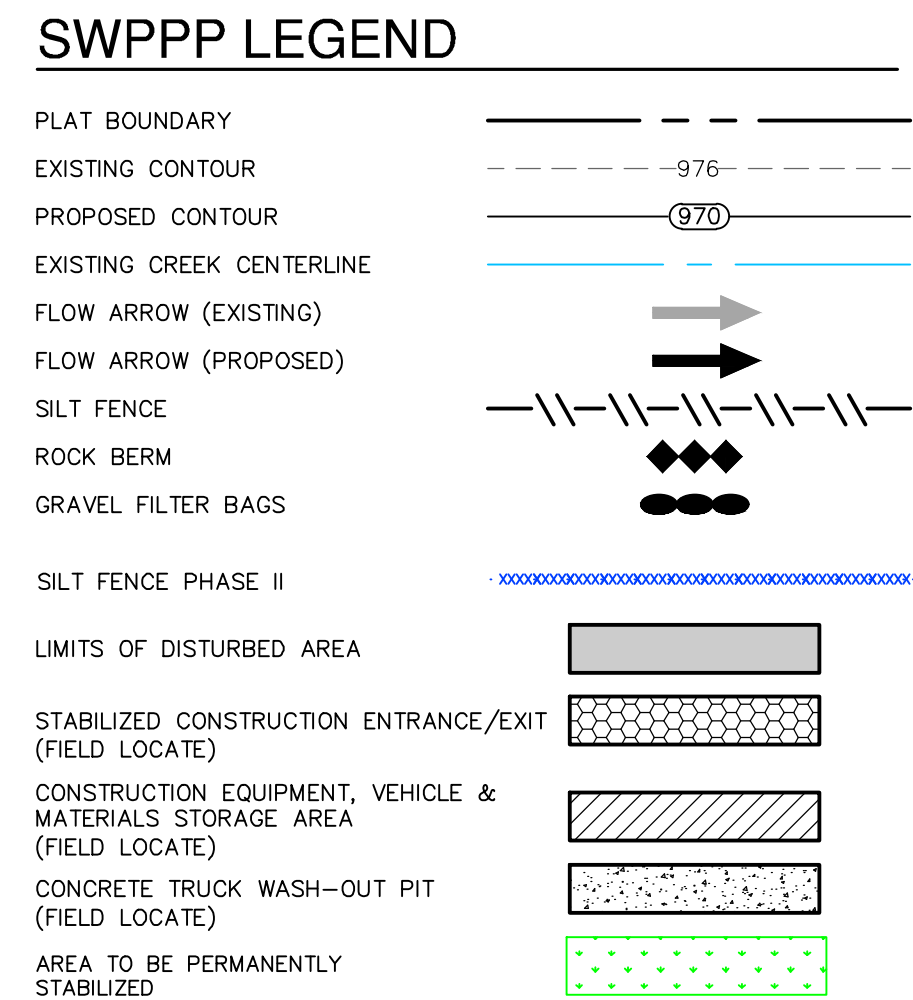 SWPPP LEGEND
PLAT BOUNDARY
EXISTING CONTOUR 976
PROPOSED CONTOUR 970
EXISTING CREEK CENTERLINE
FLOW ARROW (EXISTING)
FLOW ARROW (PROPOSED)
SILT FENCE
ROCK BERM
GRAVEL FILTER BAGS
SILT FENCE PHASE II
LIMITS OF DISTURBED AREA
STABILIZED CONSTRUCTION ENTRANCE/EXIT
(FIELD LOCATE)
CONSTRUCTION EQUIPMENT, VEHICLE &
MATERIALS STORAGE AREA
(FIELD LOCATE)
CONCRETE TRUCK WASH-OUT PIT
(FIELD LOCATE)
AREA TO BE PERMANENTLY
STABILIZED